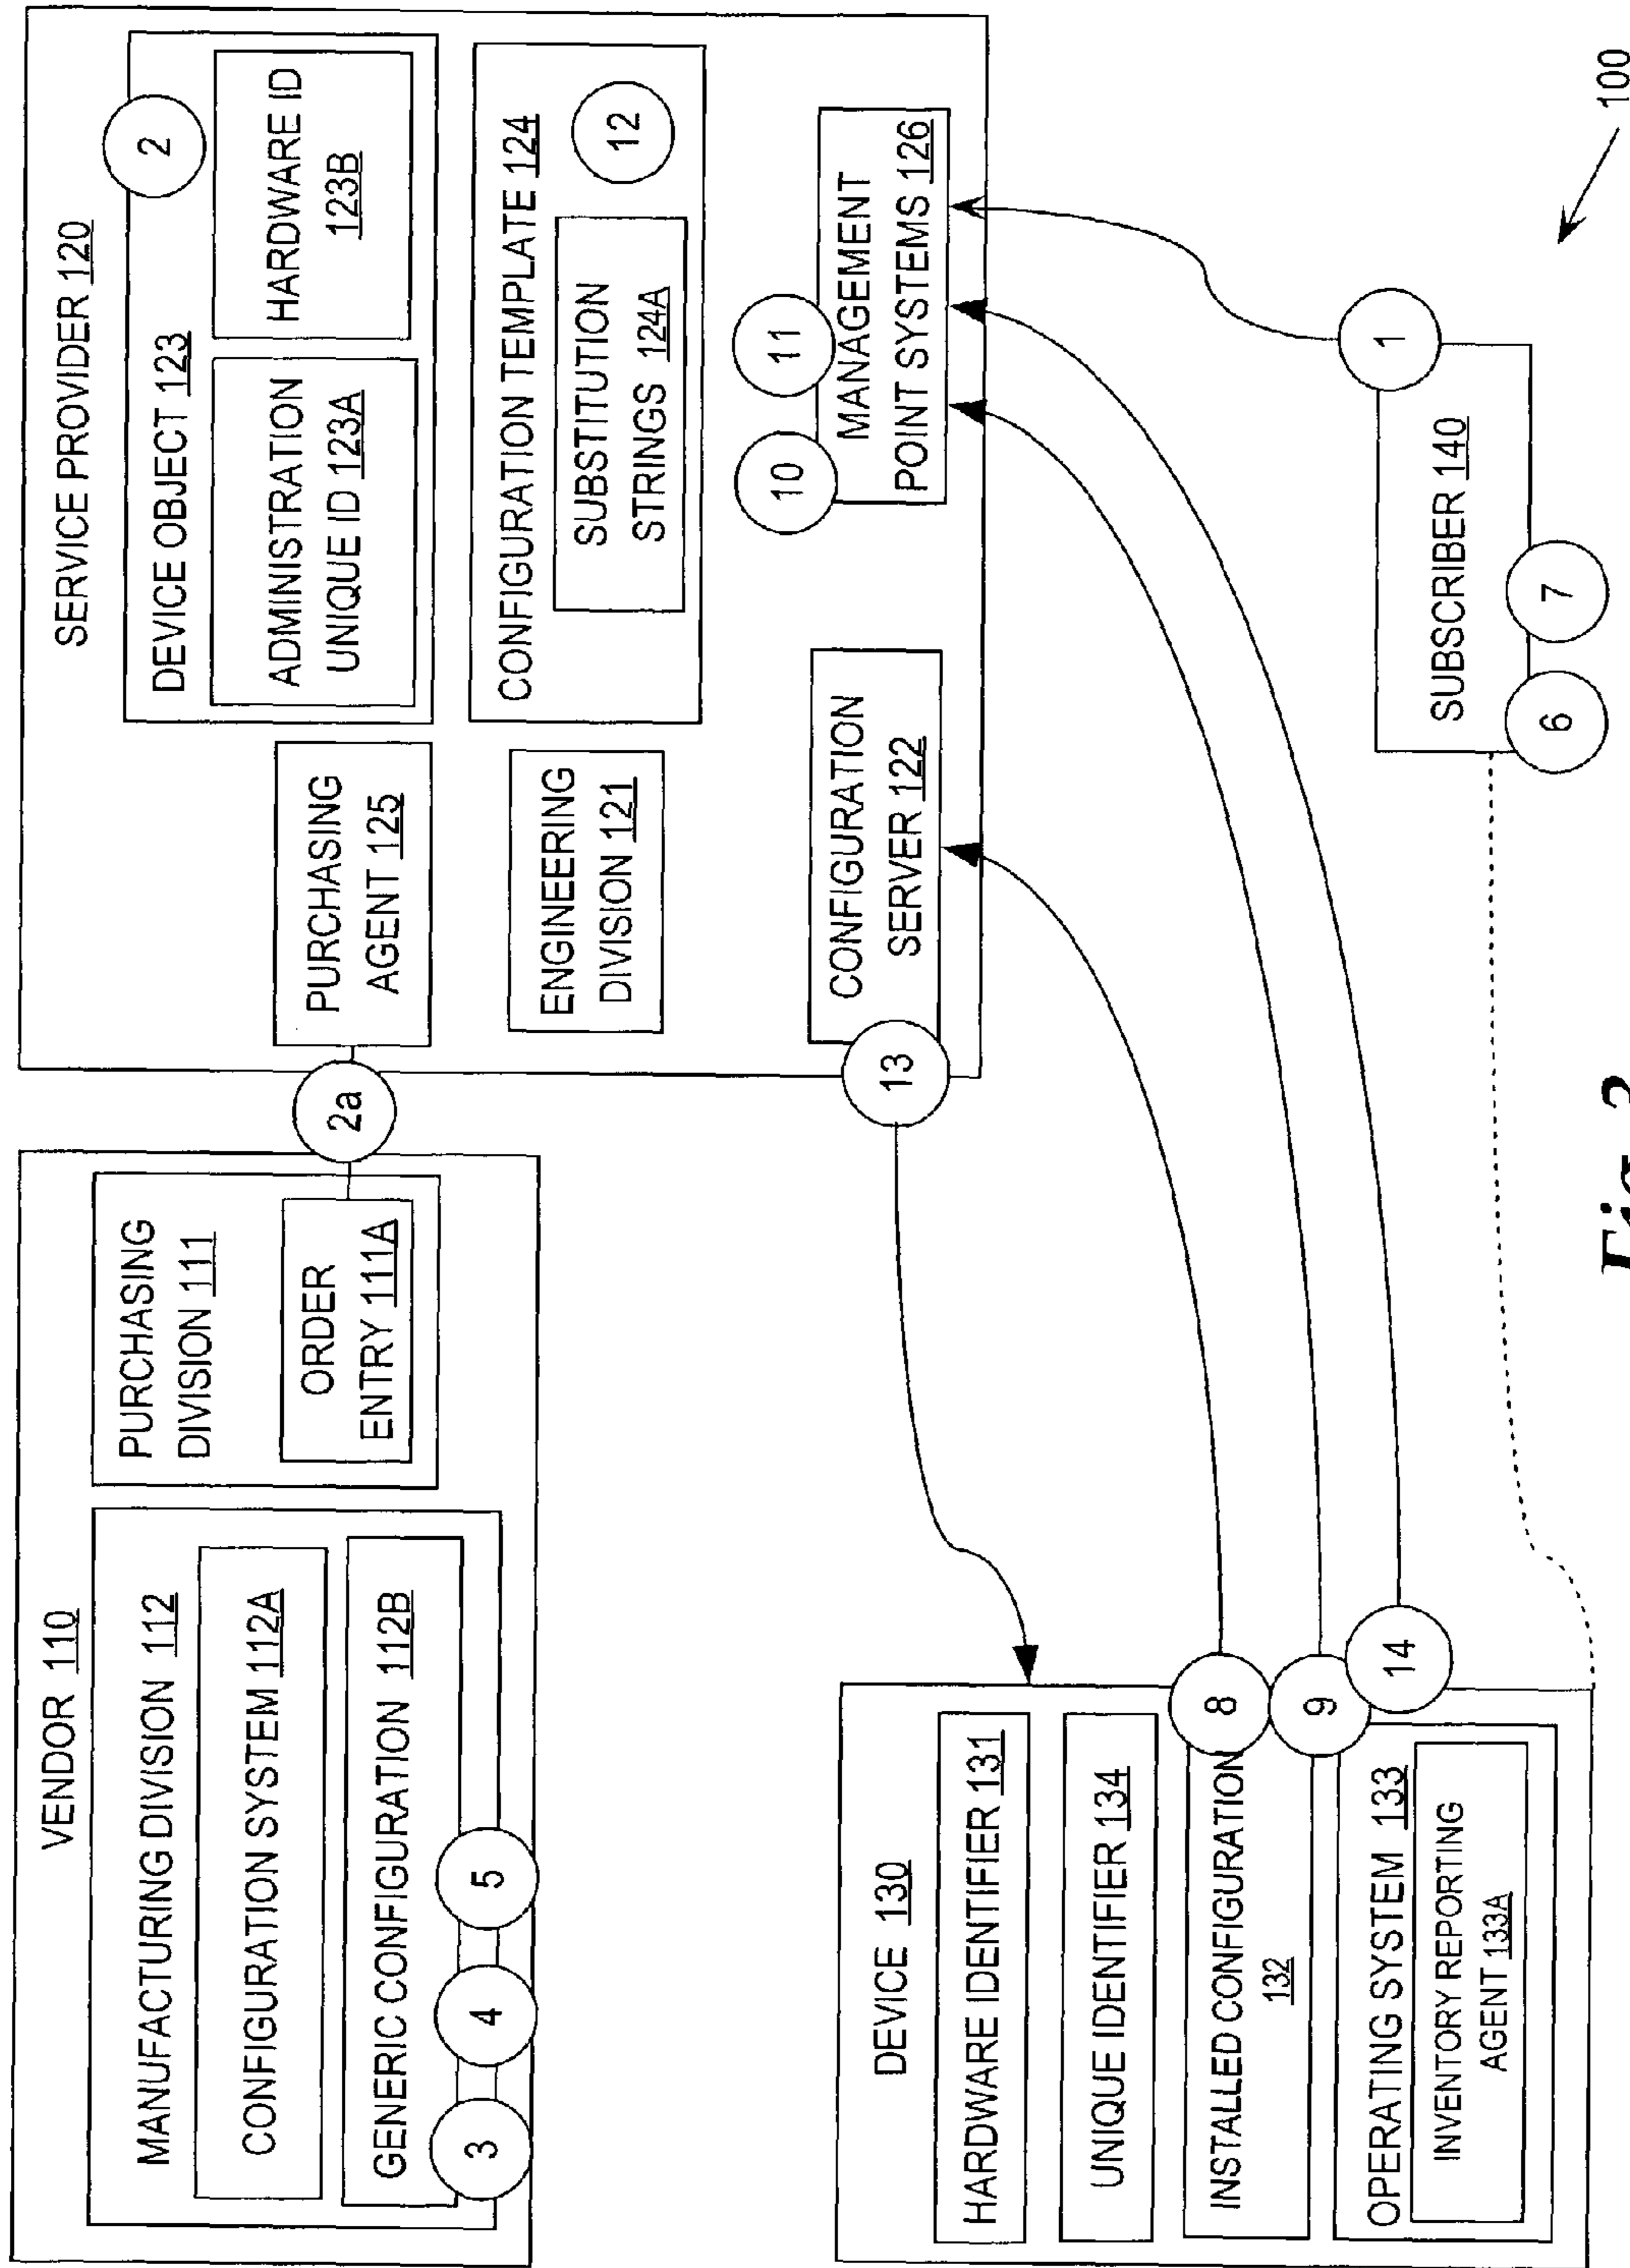 VENDOR 110
MANUFACTURING DIVISION 112
CONFIGURATION SYSTEM 112A
GENERIC CONFIGURATION 112B
3
4
5
PURCHASING
DIVISION 111
ORDER
ENTRY 111A
2a
SERVICE PROVIDER 120
PURCHASING
AGENT 125
ENGINEERING
DIVISION 121
DEVICE OBJECT 123
2
ADMINISTRATION
UNIQUE ID 123A
HARDWARE ID
123B
CONFIGURATION TEMPLATE 124
SUBSTITUTION
STRINGS 124A
12
CONFIGURATION
SERVER 122
13
10
11
MANAGEMENT
POINT SYSTEMS 126
DEVICE 130
HARDWARE IDENTIFIER 131
UNIQUE IDENTIFIER 134
INSTALLED CONFIGURATION
132
OPERATING SYSTEM 133
INVENTORY REPORTING
AGENT 133A
8
9
14
SUBSCRIBER 140
1
6
7
100